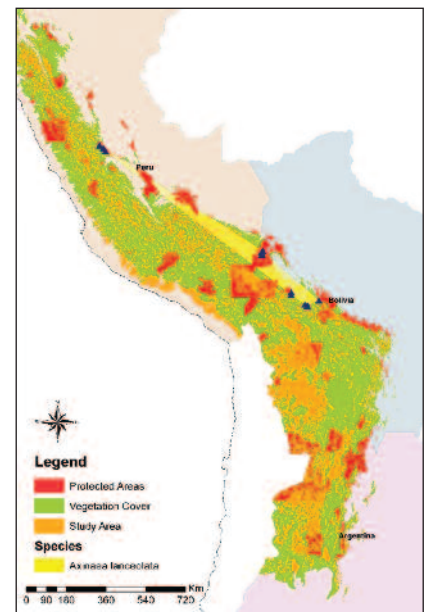 Peru
Bolivia
Legend
Protected Areas
Vegetation Cover
Study Area
Species
Axinaea lanceolata
Argentina
Km
0 90 180 360 540 720